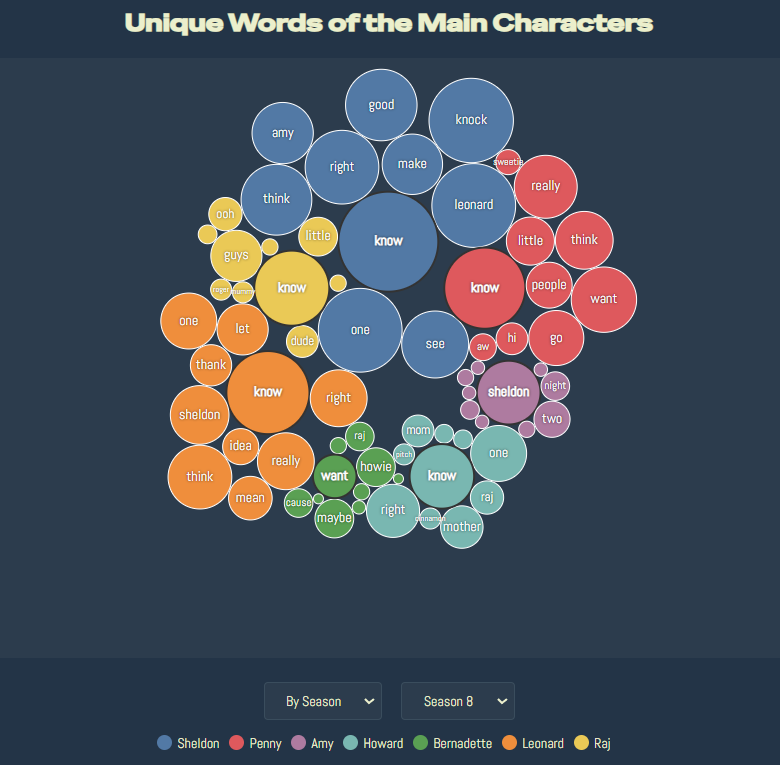 Unique Words of the Main Characters
good
knock
amy
right
make
sweetie
really
think
leonard
ooh
little
know
little
think
guys
know
know
people
want
roger
mummy
one
let
dude
one
see
aw
hi
go
thank
know
right
sheldon
night
sheldon
two
idea
really
raj
mom
one
think
want
howie
pitch
know
mean
cause
maybe
right
cinnamon
raj
mother
By Season
Season 8
Sheldon
Penny
Amy
Howard
Bernadette
Leonard
Raj